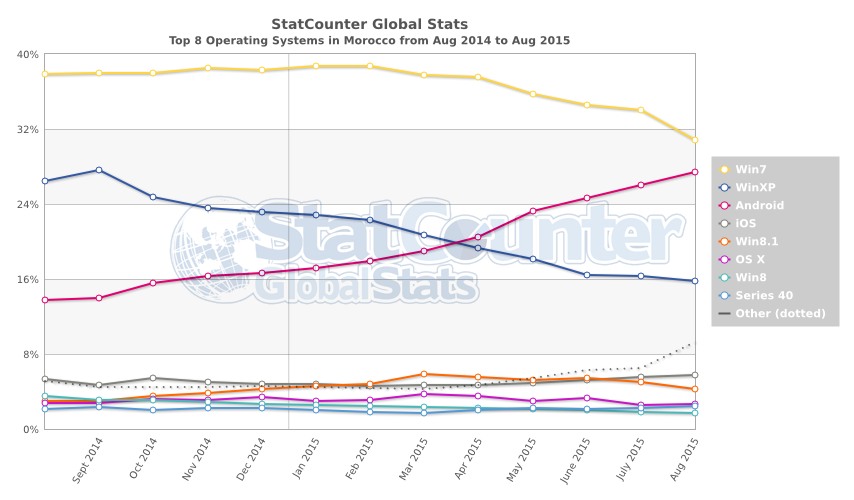 StatCounter Global Stats
Top 8 Operating Systems in Morocco from Aug 2014 to Aug 2015
40%
32%
24%
16%
8%
0%
StatCounter
GlobalStats
Sept 2014
Oct 2014
Nov 2014
Dec 2014
Jan 2015
Feb 2015
Mar 2015
Apr 2015
May 2015
June 2015
July 2015
Aug 2015
Win7
WinXP
Android
iOS
Win8.1
OS X
Win8
Series 40
Other (dotted)